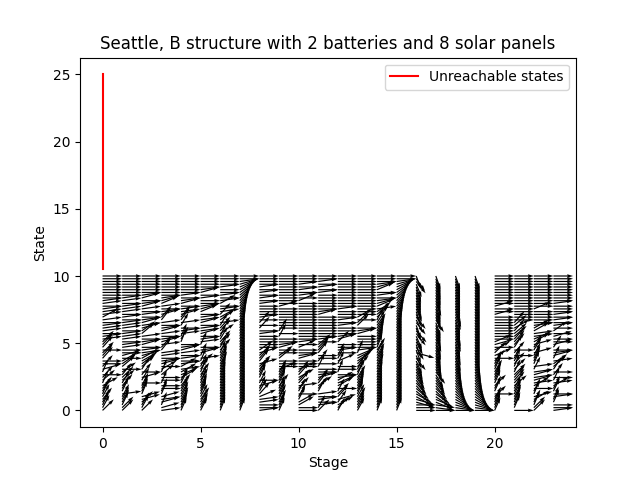 Seattle, B structure with 2 batteries and 8 solar panels
Unreachable states
25
20
15
10
5
0
State
0 5 10 15 20
Stage